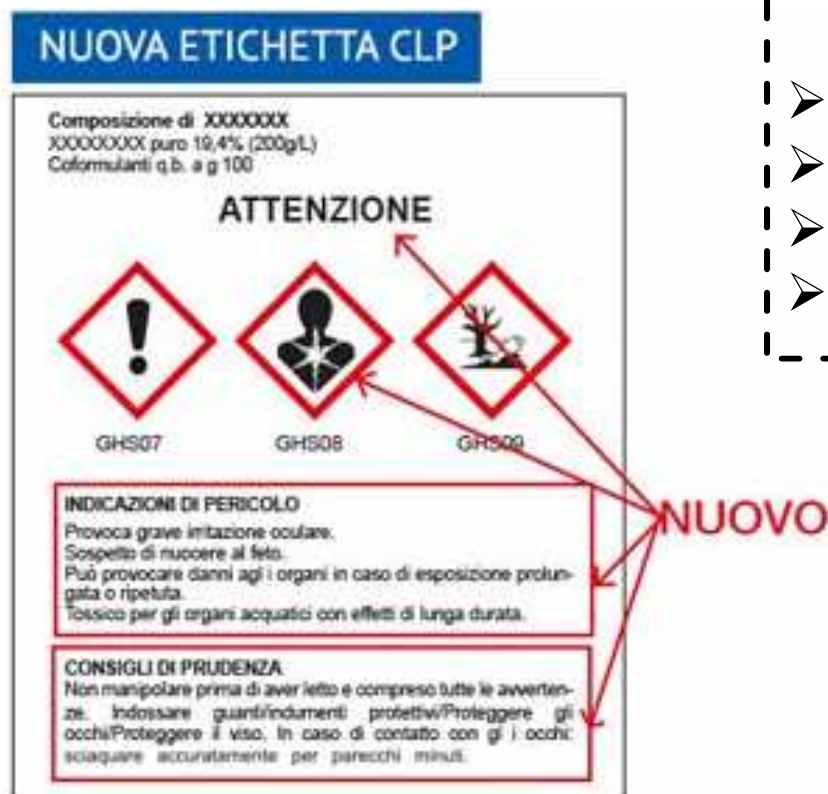 NUOVA ETICHETTA CLP
Composizione di XXXXXXX
XXXXXXXX puro 19,4% (200g/L)
Coformulanti q.b. a g 100
ATTENZIONE
GHS07 GHS08 GHS09
INDICAZIONI DI PERICOLO
Provoca grave irritazione oculare.
Sospetto di nuocere al feto.
Può provocare danni agl i organi in caso di esposizione prolun-
gata o ripetuta.
Tossico per gli organi acquatici con effetti di lunga durata.
NUOVO
CONSIGLI DI PRUDENZA
Non manipolare prima di aver letto e compreso tutte le avverten-
ze. Indossare guanti/indumenti protettivi/Proteggere gli
occhi/Proteggere il viso. In caso di contatto con gl i occhi:
sciaquare accuratamente per parecchi minuti.